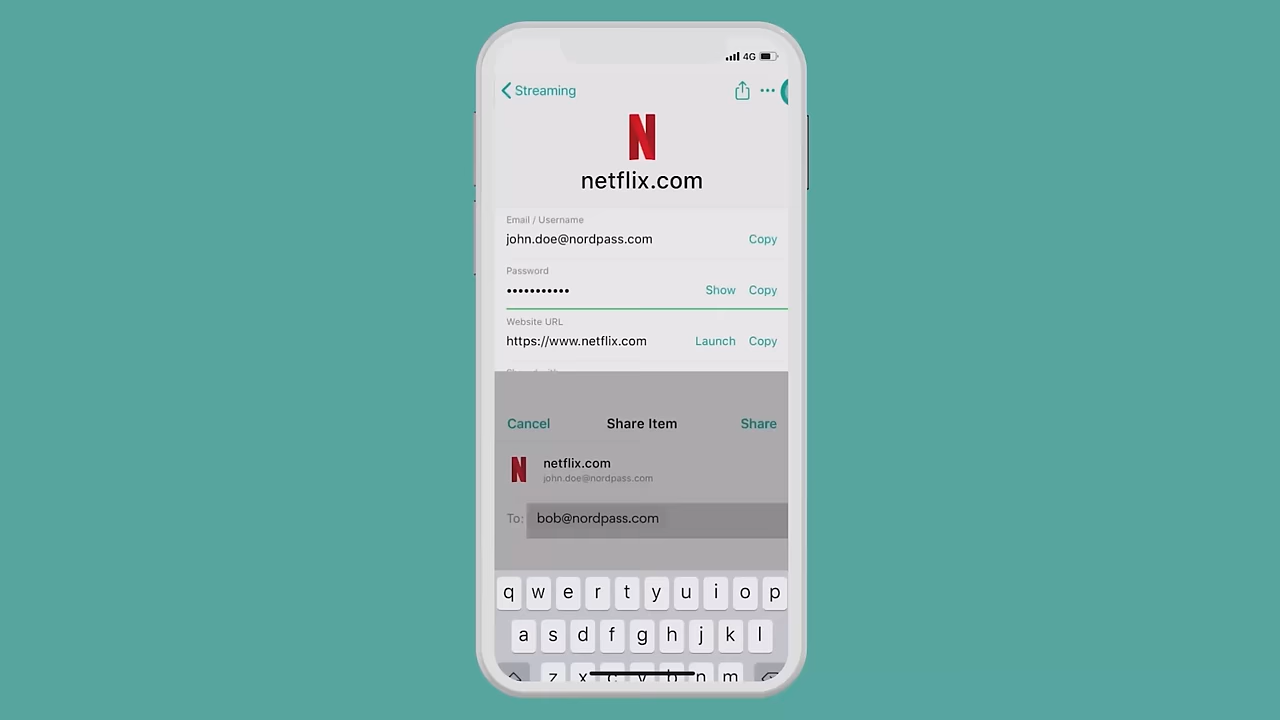 4G
Streaming
netflix.com
Email / Username
john.doe@nordpass.com Copy
Password
••••••••••• Show Copy
Website URL
https://www.netflix.com Launch Copy
Cancel Share Item Share
netflix.com
john.doe@nordpass.com
To: bob@nordpass.com
q w e r t y u i o p
a s d f g h j k l
z x c v b n m